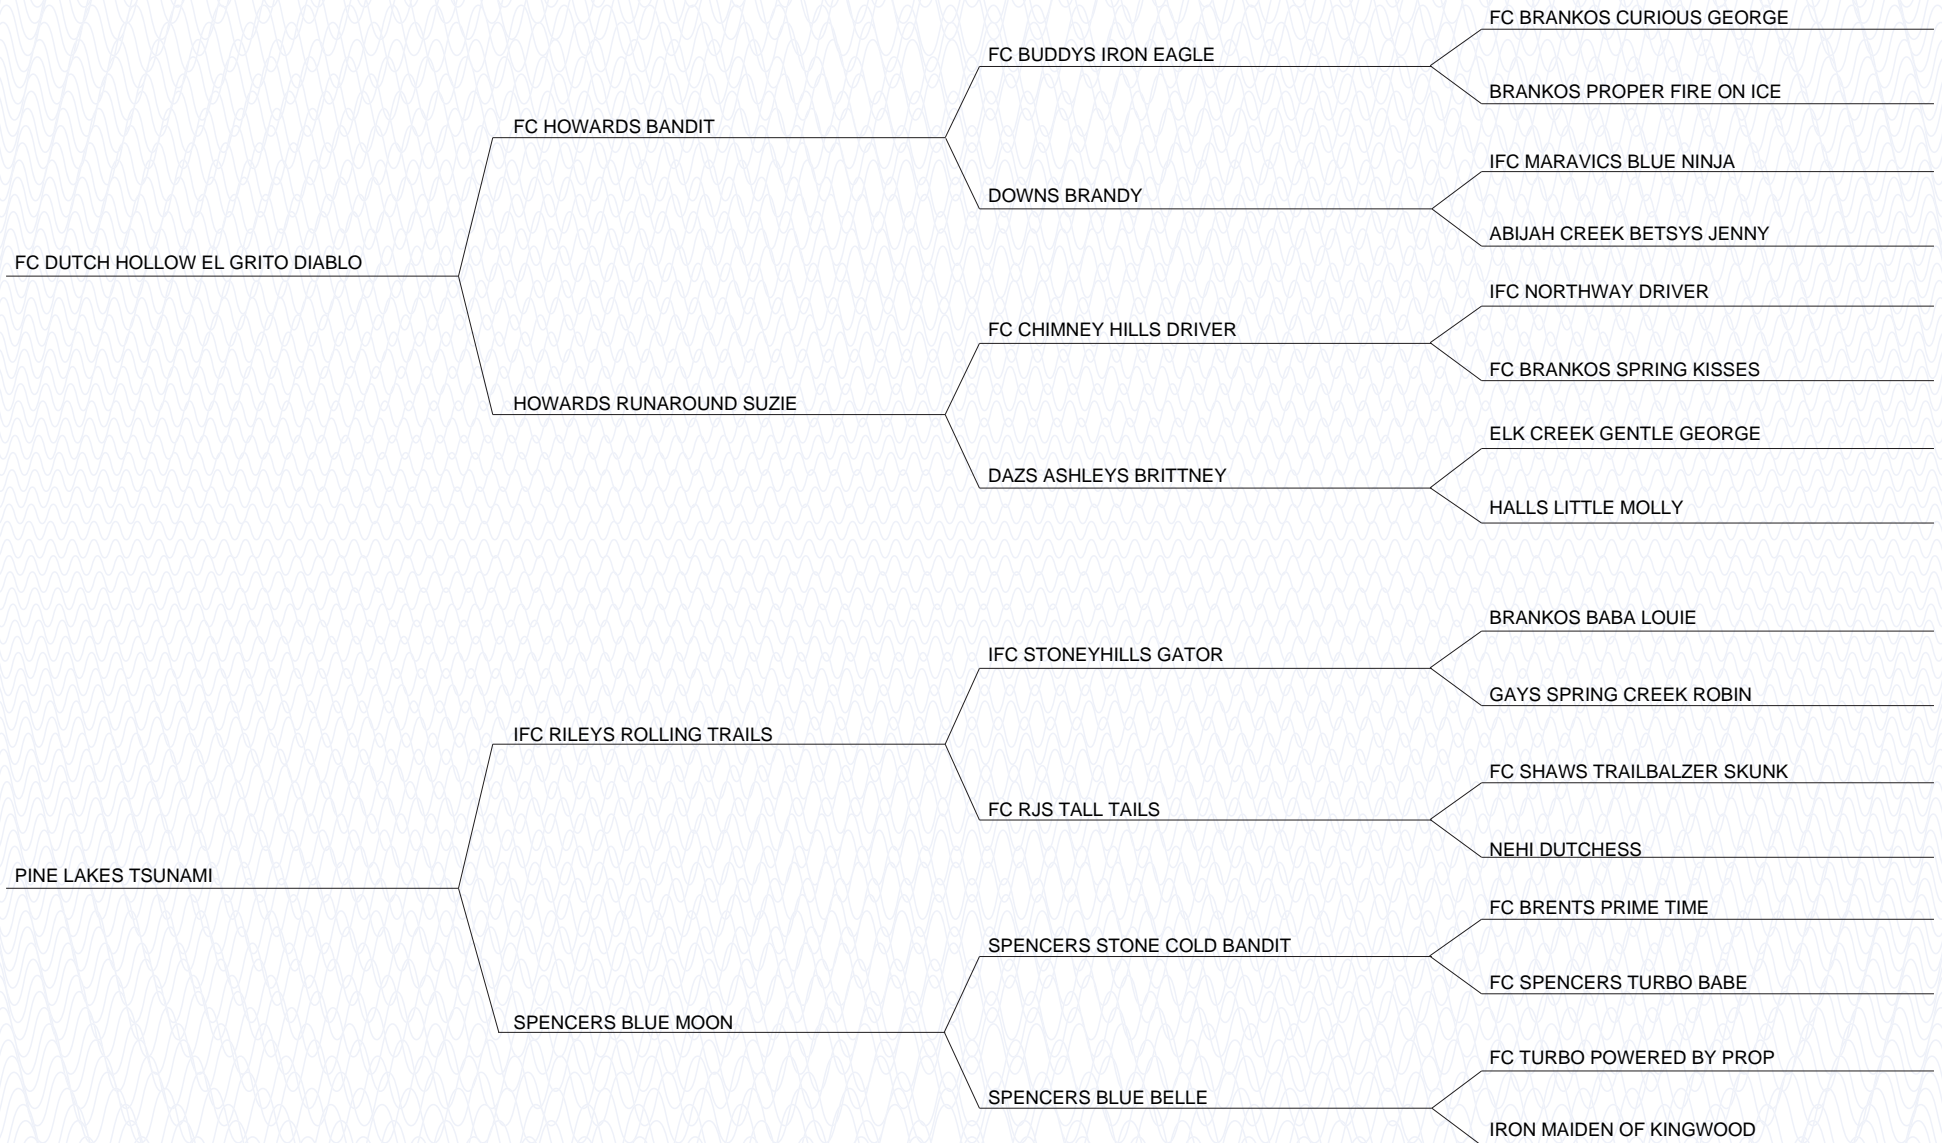 FC BRANKOS CURIOUS GEORGE
FC BUDDYS IRON EAGLE
BRANKOS PROPER FIRE ON ICE
FC HOWARDS BANDIT
IFC MARAVICS BLUE NINJA
DOWNS BRANDY
ABIJAH CREEK BETSYS JENNY
FC DUTCH HOLLOW EL GRITO DIABLO
IFC NORTHWAY DRIVER
FC CHIMNEY HILLS DRIVER
FC BRANKOS SPRING KISSES
HOWARDS RUNAROUND SUZIE
ELK CREEK GENTLE GEORGE
DAZS ASHLEYS BRITTNEY
HALLS LITTLE MOLLY
BRANKOS BABA LOUIE
IFC STONEYHILLS GATOR
GAYS SPRING CREEK ROBIN
IFC RILEYS ROLLING TRAILS
FC SHAWS TRAILBALZER SKUNK
FC RJS TALL TAILS
NEHI DUTCHESS
PINE LAKES TSUNAMI
FC BRENTS PRIME TIME
SPENCERS STONE COLD BANDIT
FC SPENCERS TURBO BABE
SPENCERS BLUE MOON
FC TURBO POWERED BY PROP
SPENCERS BLUE BELLE
IRON MAIDEN OF KINGWOOD